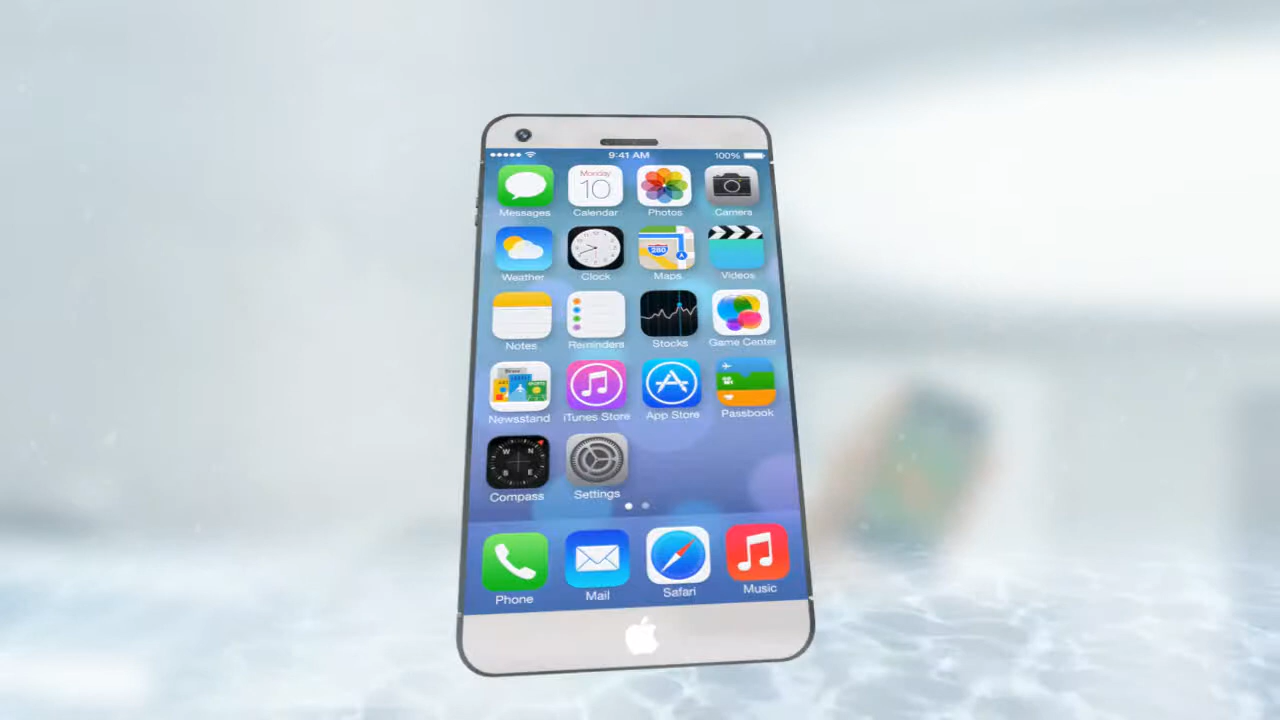 9:41 AM 100%
Monday
10
Messages Calendar Photos Camera
280
Weather Clock Maps Videos
Notes Reminders Stocks Game Center
Newsstand iTunes Store App Store Passbook
W N
S E
Compass Settings
Phone Mail Safari Music